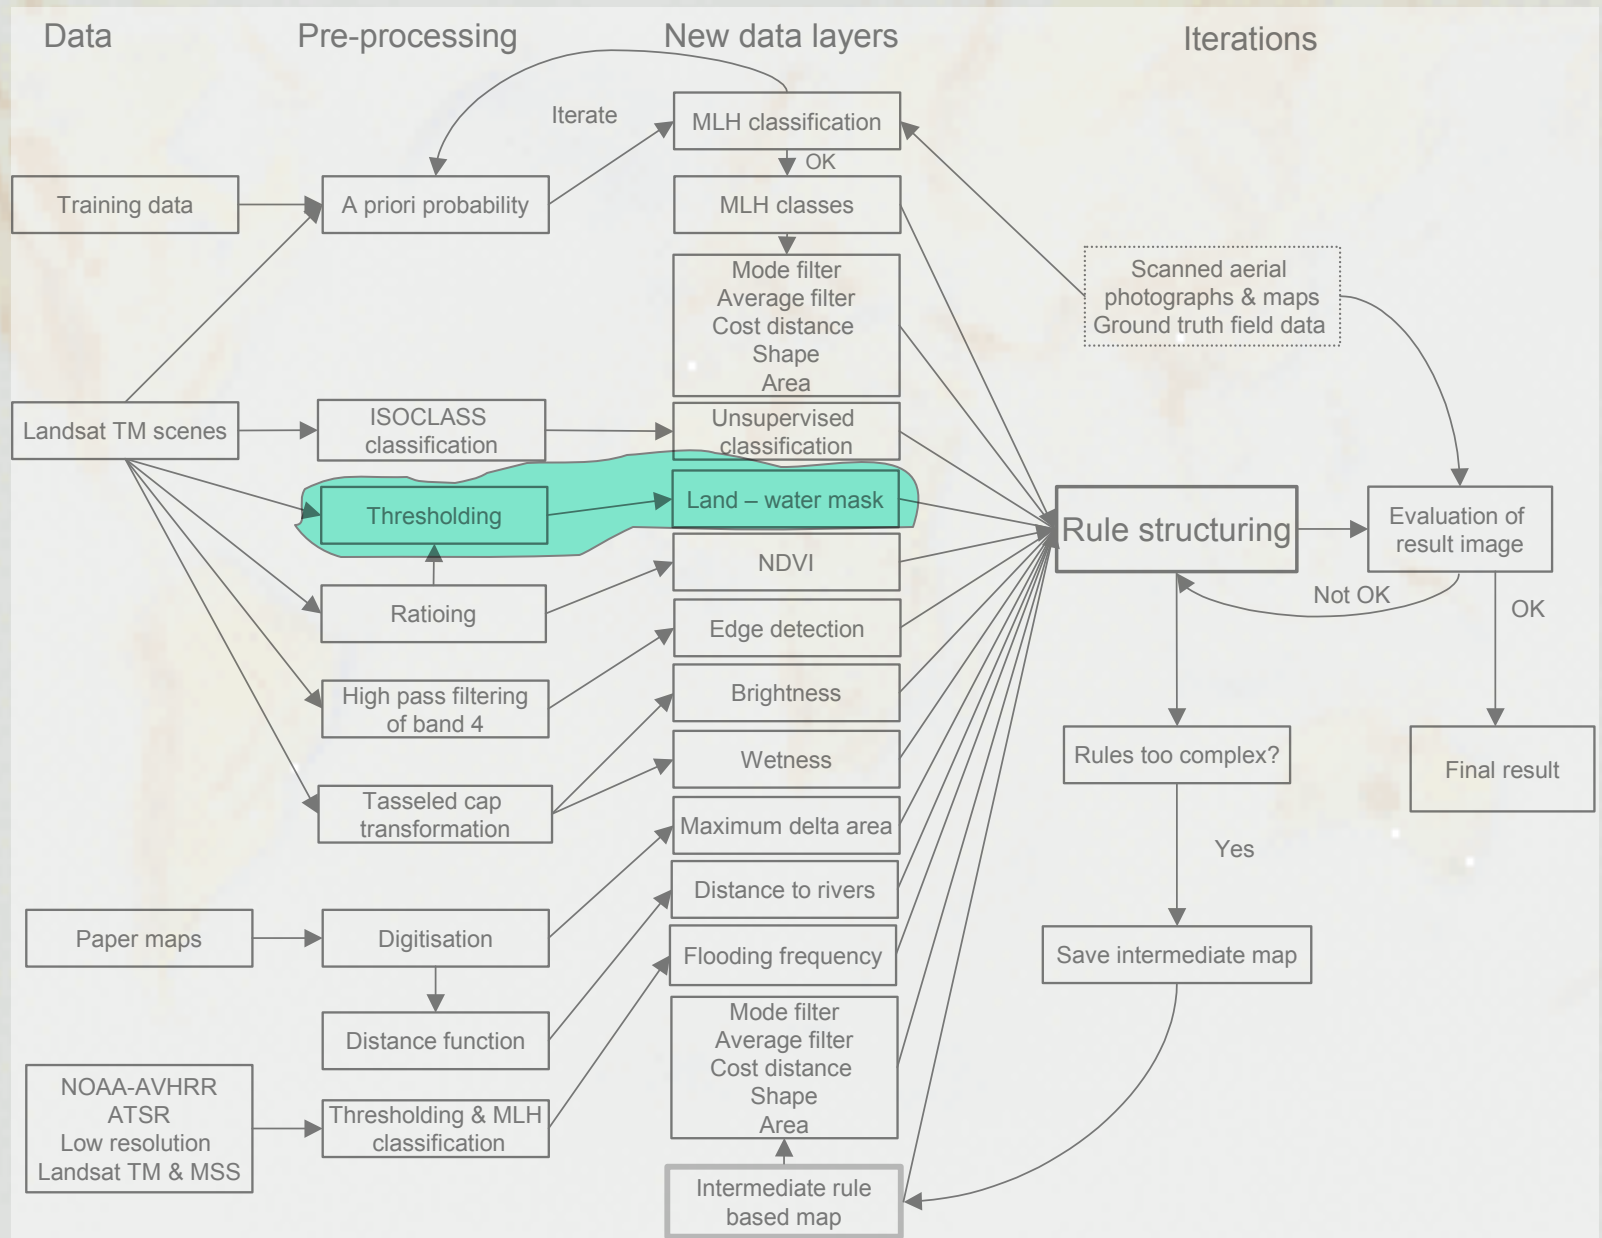 Data
Pre-processing
New data layers
Iterations
Iterate
MLH classification
OK
Training data
A priori probability
MLH classes
Mode filter
Average filter
Cost distance
Shape
Area
Scanned aerial
photographs & maps
Ground truth field data
Landsat TM scenes
ISOCLASS
classification
Unsupervised
classification
Thresholding
Land – water mask
Rule structuring
Evaluation of
result image
NDVI
Not OK
OK
Ratioing
Edge detection
High pass filtering
of band 4
Brightness
Wetness
Rules too complex?
Final result
Tasseled cap
transformation
Maximum delta area
Yes
Distance to rivers
Paper maps
Digitisation
Flooding frequency
Save intermediate map
Distance function
Mode filter
Average filter
Cost distance
Shape
Area
NOAA-AVHRR
ATSR
Low resolution
Landsat TM & MSS
Thresholding & MLH
classification
Intermediate rule
based map